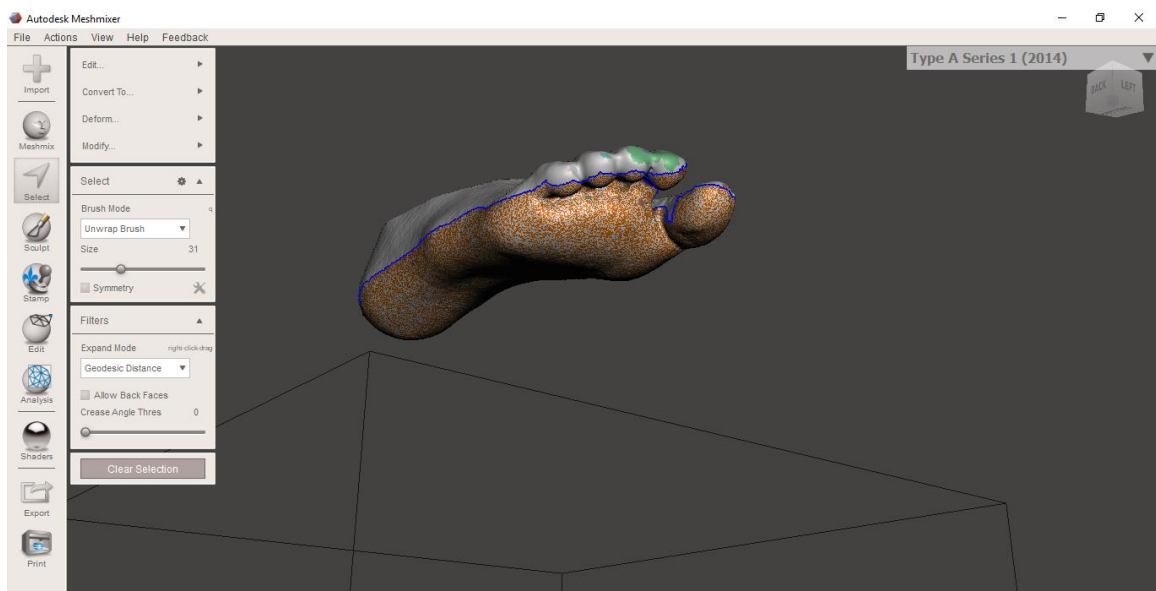 Autodesk Meshmixer
File Actions View Help Feedback
Type A Series 1 (2014)
BACK LEFT
Import
Meshmix
Select
Sculpt
Stamp
Edit
Analysis
Shaders
Export
Print
Edit...
Convert To...
Deform...
Modify...
Select
Brush Mode q
Unwrap Brush
Size 31
Symmetry
Filters
Expand Mode right-click-drag
Geodesic Distance
Allow Back Faces
Crease Angle Thres 0
Clear Selection